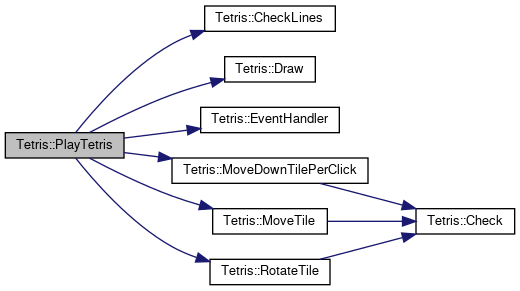 Tetris::CheckLines
Tetris::Draw
Tetris::EventHandler
Tetris::PlayTetris
Tetris::MoveDownTilePerClick
Tetris::MoveTile
Tetris::Check
Tetris::RotateTile